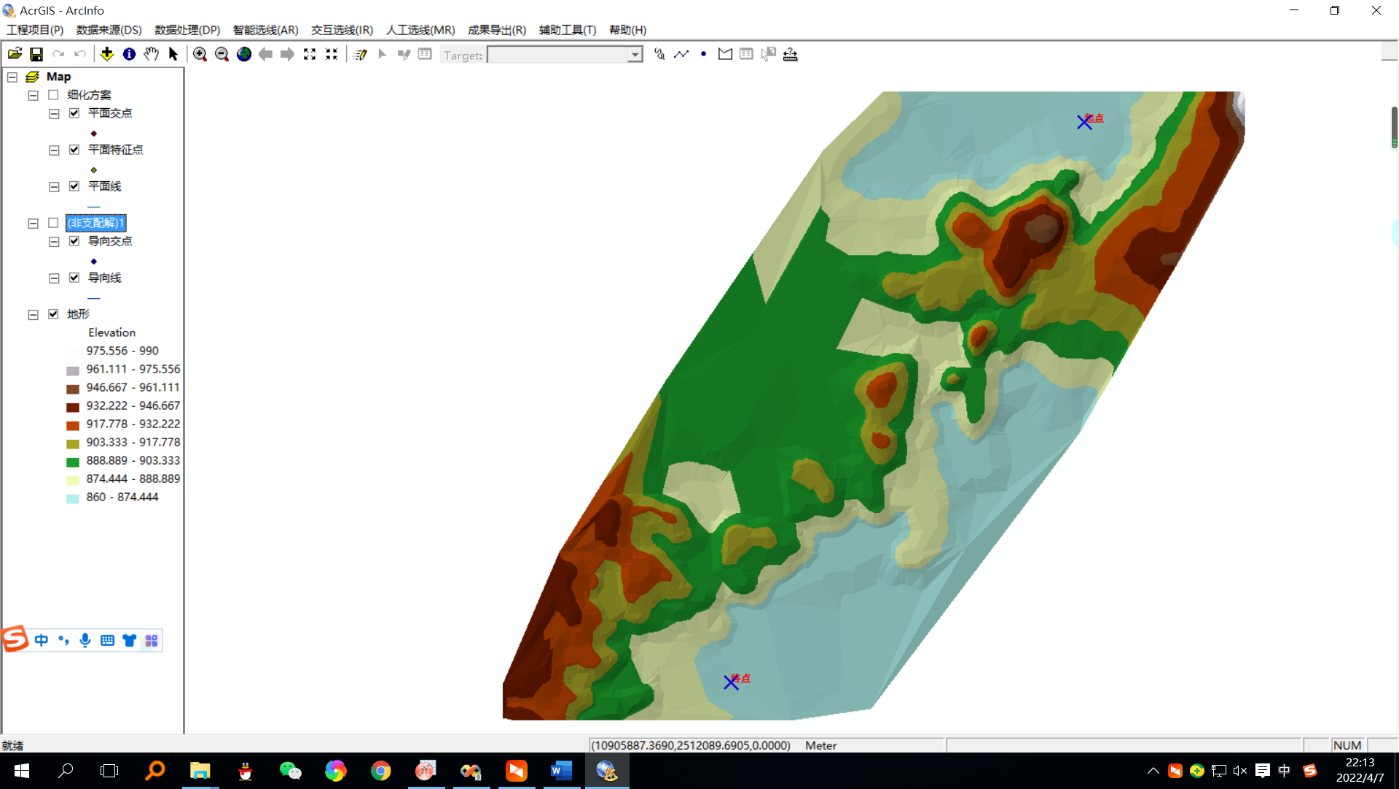 AcrGIS - ArcInfo
工程项目(P) 数据来源(DS) 数据处理(DP) 智能选线(AR) 交互选线(IR) 人工选线(MR) 成果导出(R) 辅助工具(T) 帮助(H)
Target:
Map
细化方案
平面交点
平面特征点
平面线
(非支配解)1
导向交点
导向线
地形
Elevation
975.556 - 990
961.111 - 975.556
946.667 - 961.111
932.222 - 946.667
917.778 - 932.222
903.333 - 917.778
888.889 - 903.333
874.444 - 888.889
860 - 874.444
起点
终点
中
就绪
(10905887.3690,2512089.6905,0.0000) Meter
NUM
中
22:13
2022/4/7